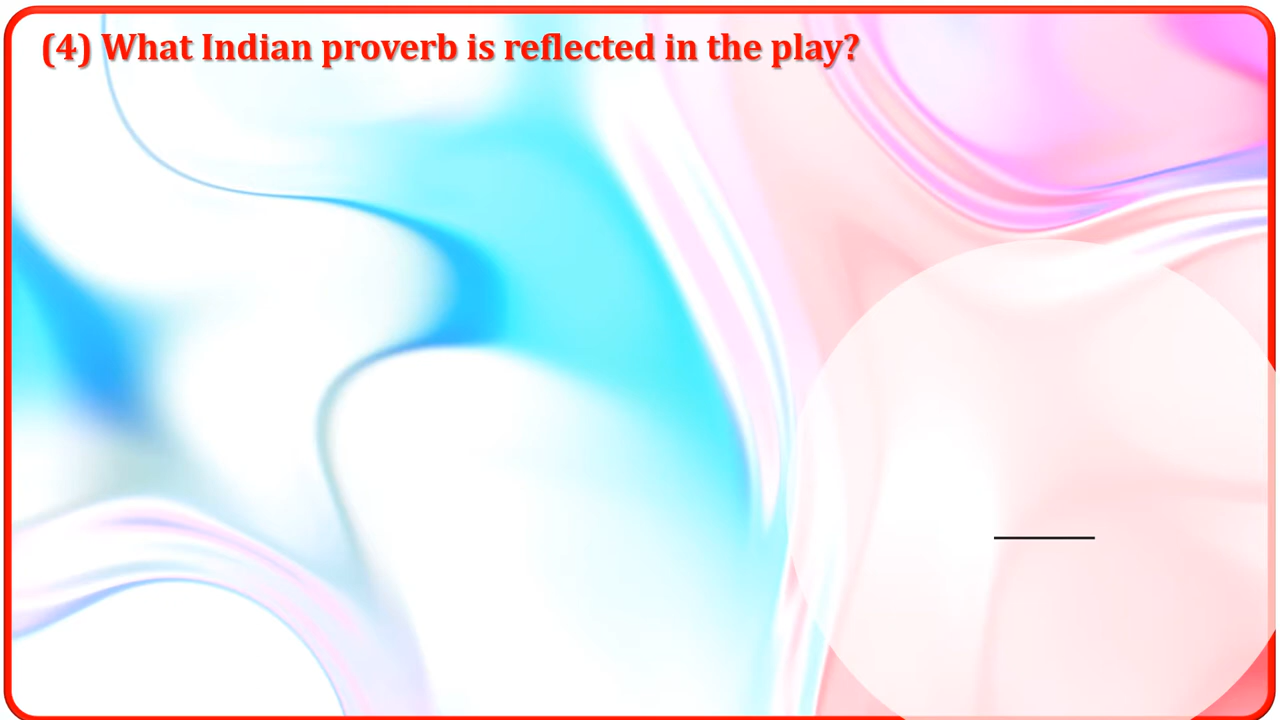 (4) What Indian proverb is reflected in the play?